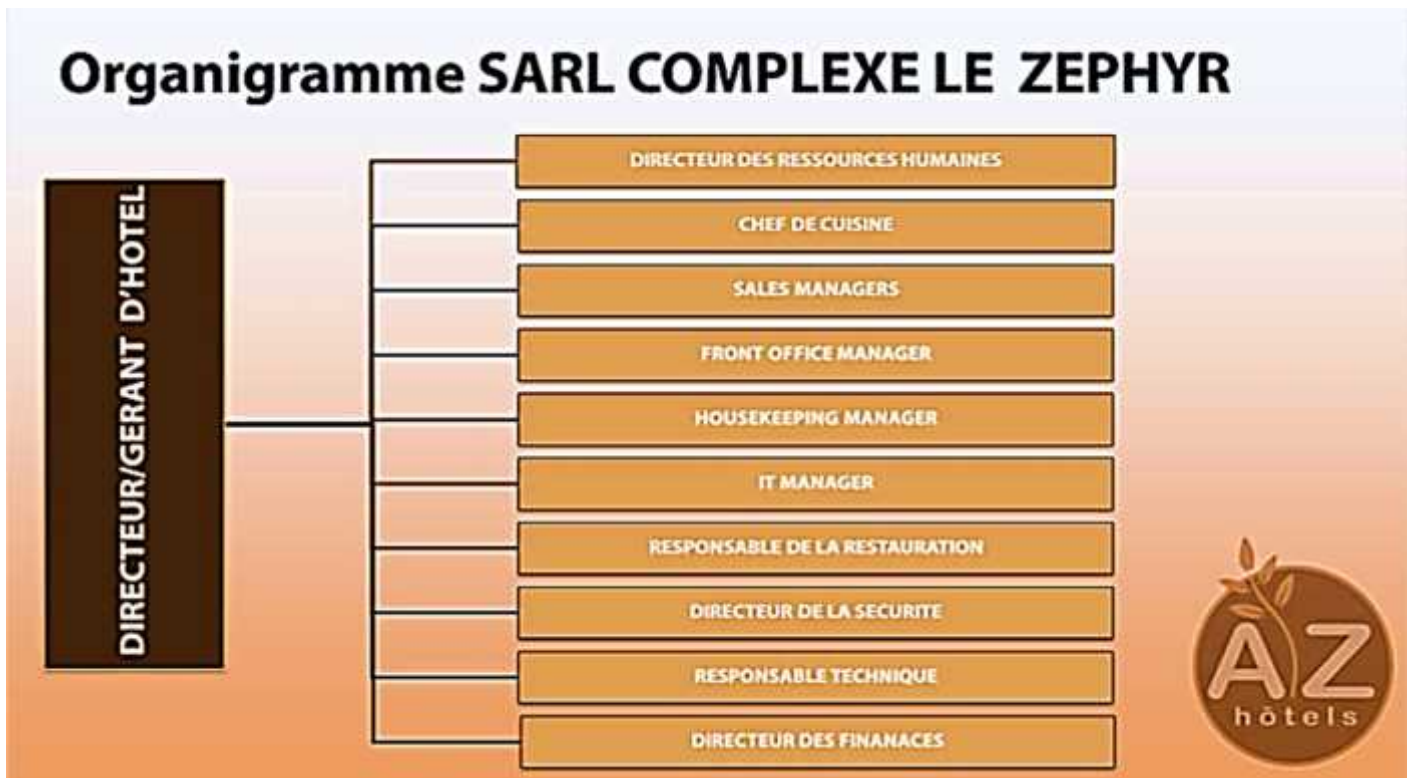 Organigramme SARL COMPLEXE LE ZEPHYR
DIRECTEUR/GERANT D'HOTEL
DIRECTEUR DES RESSOURCES HUMAINES
CHEF DE CUISINE
SALES MANAGERS
FRONT OFFICE MANAGER
HOUSEKEEPING MANAGER
IT MANAGER
RESPONSABLE DE LA RESTAURATION
DIRECTEUR DE LA SECURITE
RESPONSABLE TECHNIQUE
DIRECTEUR DES FINANACES
AZ
hôtels